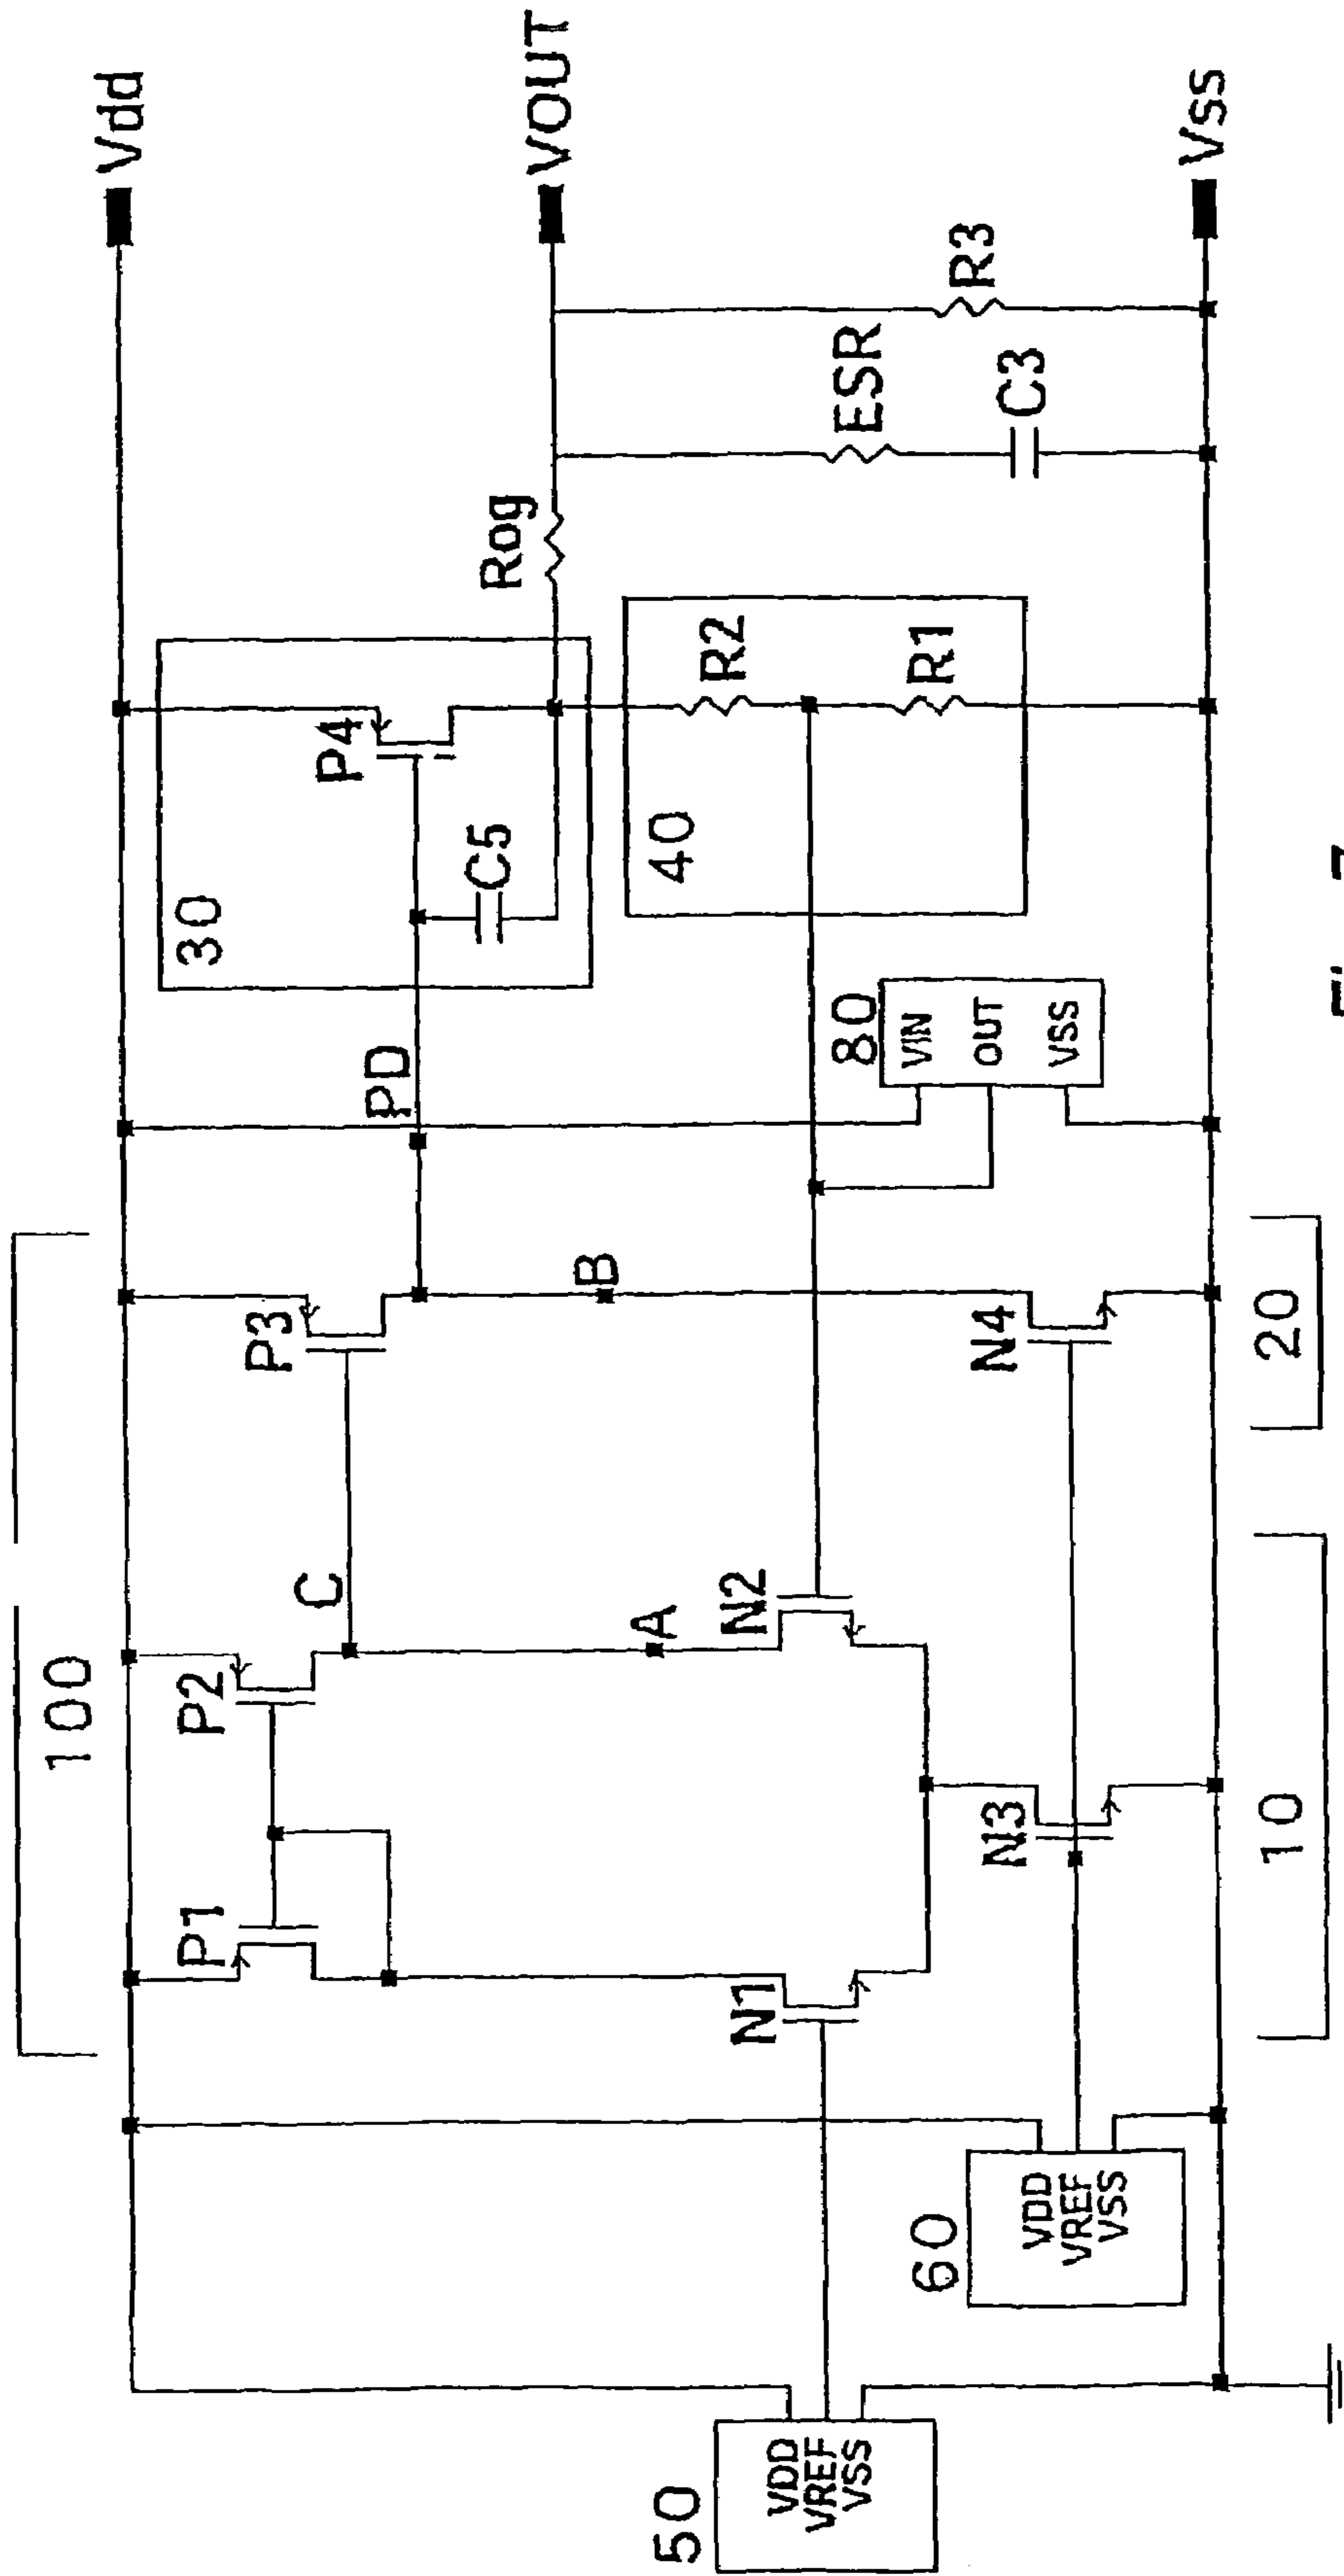 100
Vdd
P1
P2
P3
30
P4
C
PD
C5
Rog
VOUT
A
B
40
R2
N1
N2
R1
80
VIN
OUT
VSS
ESR
C3
R3
50
VDD
VREF
VSS
60
VDD
VREF
VSS
N3
N4
Vss
10
20